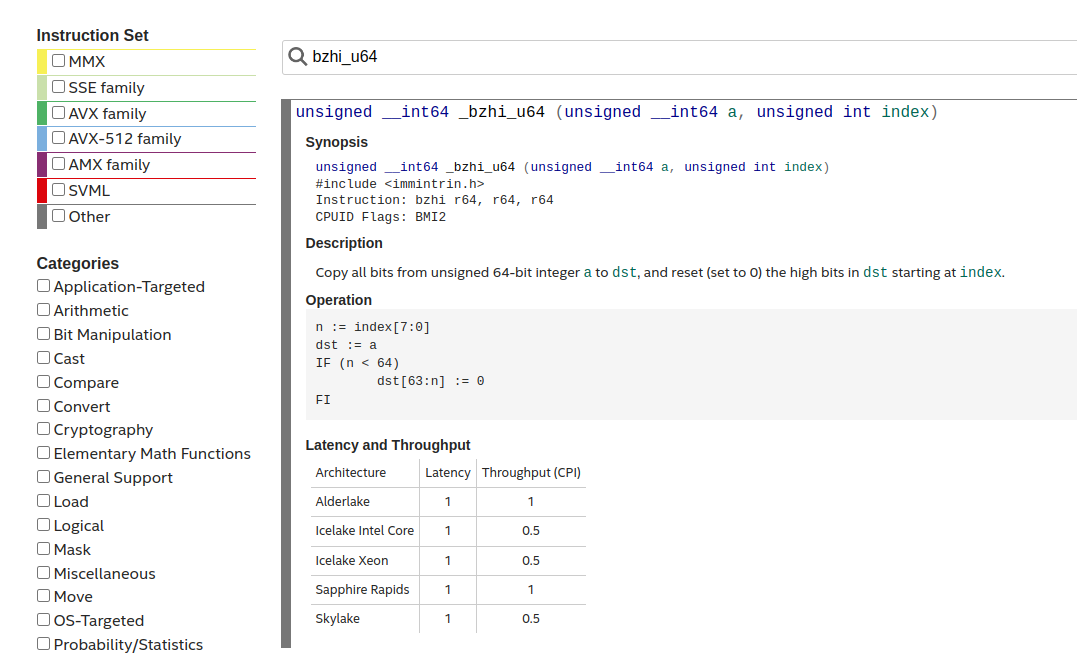 Instruction Set
MMX
SSE family
AVX family
AVX-512 family
AMX family
SVML
Other
Categories
Application-Targeted
Arithmetic
Bit Manipulation
Cast
Compare
Convert
Cryptography
Elementary Math Functions
General Support
Load
Logical
Mask
Miscellaneous
Move
OS-Targeted
Probability/Statistics
bzhi_u64
unsigned __int64 _bzhi_u64 (unsigned __int64 a, unsigned int index)
Synopsis
unsigned __int64 _bzhi_u64 (unsigned __int64 a, unsigned int index)
#include <immintrin.h>
Instruction: bzhi r64, r64, r64
CPUID Flags: BMI2
Description
Copy all bits from unsigned 64-bit integer a to dst, and reset (set to 0) the high bits in dst starting at index.
Operation
n := index[7:0]
dst := a
IF (n < 64)
dst[63:n] := 0
FI
Latency and Throughput
Architecture Latency Throughput (CPI)
Alderlake 1 1
Icelake Intel Core 1 0.5
Icelake Xeon 1 0.5
Sapphire Rapids 1 1
Skylake 1 0.5